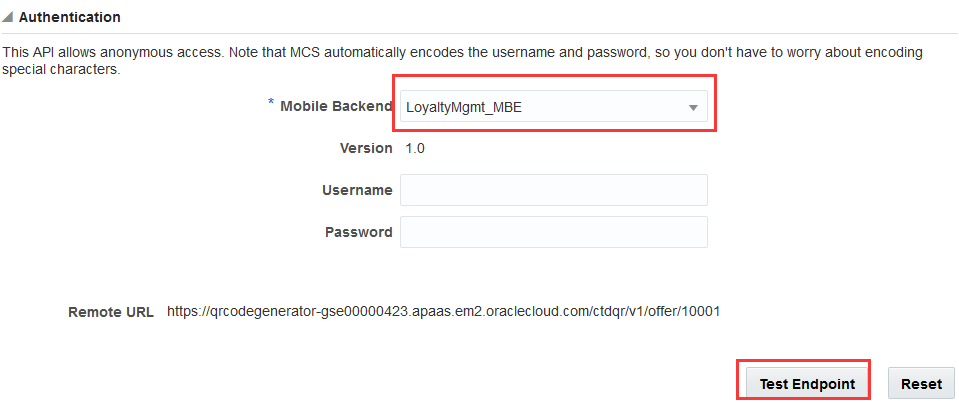 Authentication
This API allows anonymous access. Note that MCS automatically encodes the username and password, so you don't have to worry about encoding
special characters.
* Mobile Backend LoyaltyMgmt_MBE
Version 1.0
Username
Password
Remote URL https://qrcodegenerator-gse00000423.apaas.em2.oraclecloud.com/ctdqr/v1/offer/10001
Test Endpoint Reset